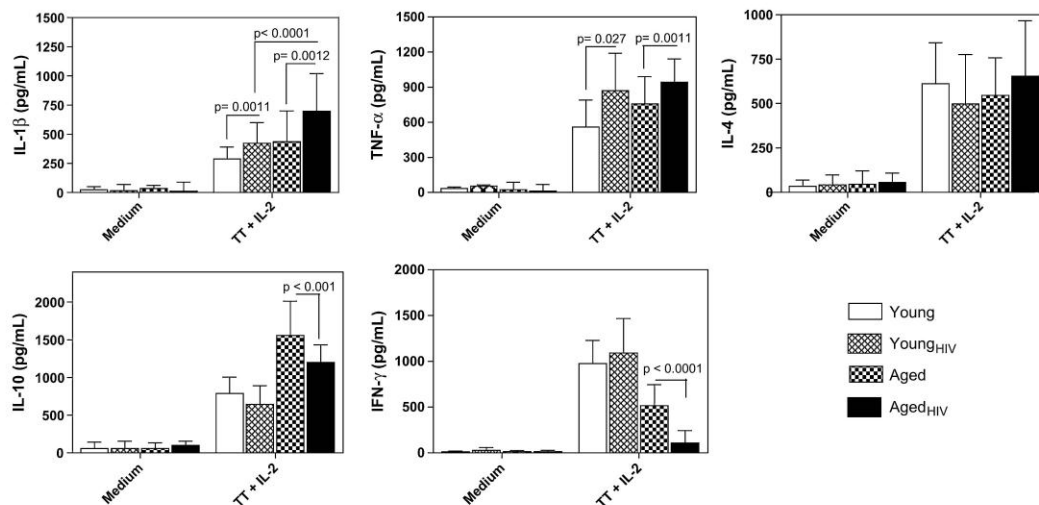 1500
1250
1000
750
500
250
0
IL-1β (pg/mL)
p< 0.0001
p= 0.0012
p= 0.0011
Medium
TT + IL-2
1500
1200
900
600
300
0
TNF-α (pg/mL)
p= 0.027
p= 0.0011
Medium
TT + IL-2
1000
750
500
250
0
IL-4 (pg/mL)
Medium
TT + IL-2
2000
1500
1000
500
0
IL-10 (pg/mL)
p < 0.001
Medium
TT + IL-2
2000
1500
1000
500
0
IFN-γ (pg/mL)
p < 0.0001
Medium
TT + IL-2
Young
Young HIV
Aged
Aged HIV